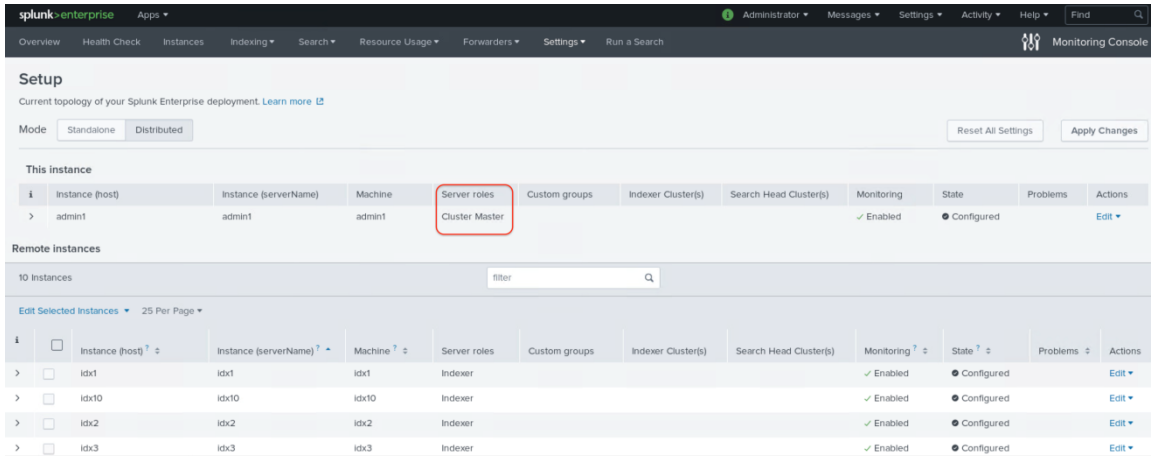 splunk>enterprise Apps Administrator Messages Settings Activity Help Find
Overview Health Check Instances Indexing Search Resource Usage Forwarders Settings Run a Search Monitoring Console
Setup
Current topology of your Splunk Enterprise deployment. Learn more
Mode Standalone Distributed Reset All Settings Apply Changes
This instance
i Instance (host) Instance (serverName) Machine Server roles Custom groups Indexer Cluster(s) Search Head Cluster(s) Monitoring State Problems Actions
> admin1 admin1 admin1 Cluster Master ✓ Enabled Configured Edit
Remote instances
10 Instances filter
Edit Selected Instances 25 Per Page
i Instance (host) ? Instance (serverName) ? Machine ? Server roles Custom groups Indexer Cluster(s) Search Head Cluster(s) Monitoring ? State ? Problems Actions
> idx1 idx1 idx1 Indexer ✓ Enabled Configured Edit
> idx10 idx10 idx10 Indexer ✓ Enabled Configured Edit
> idx2 idx2 idx2 Indexer ✓ Enabled Configured Edit
> idx3 idx3 idx3 Indexer ✓ Enabled Configured Edit